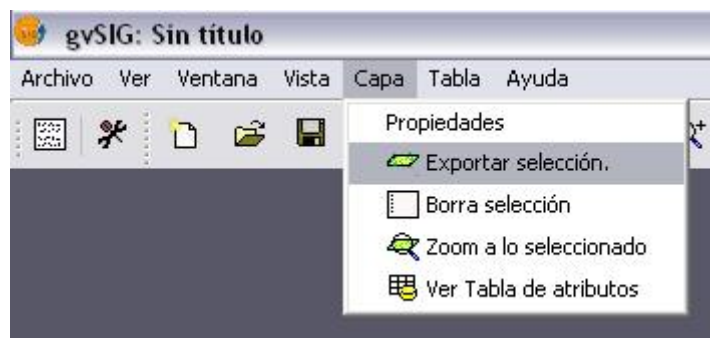 gvSIG: Sin título
Archivo Ver Ventana Vista Capa Tabla Ayuda
Propiedades
Exportar selección.
Borra selección
Zoom a lo seleccionado
Ver Tabla de atributos